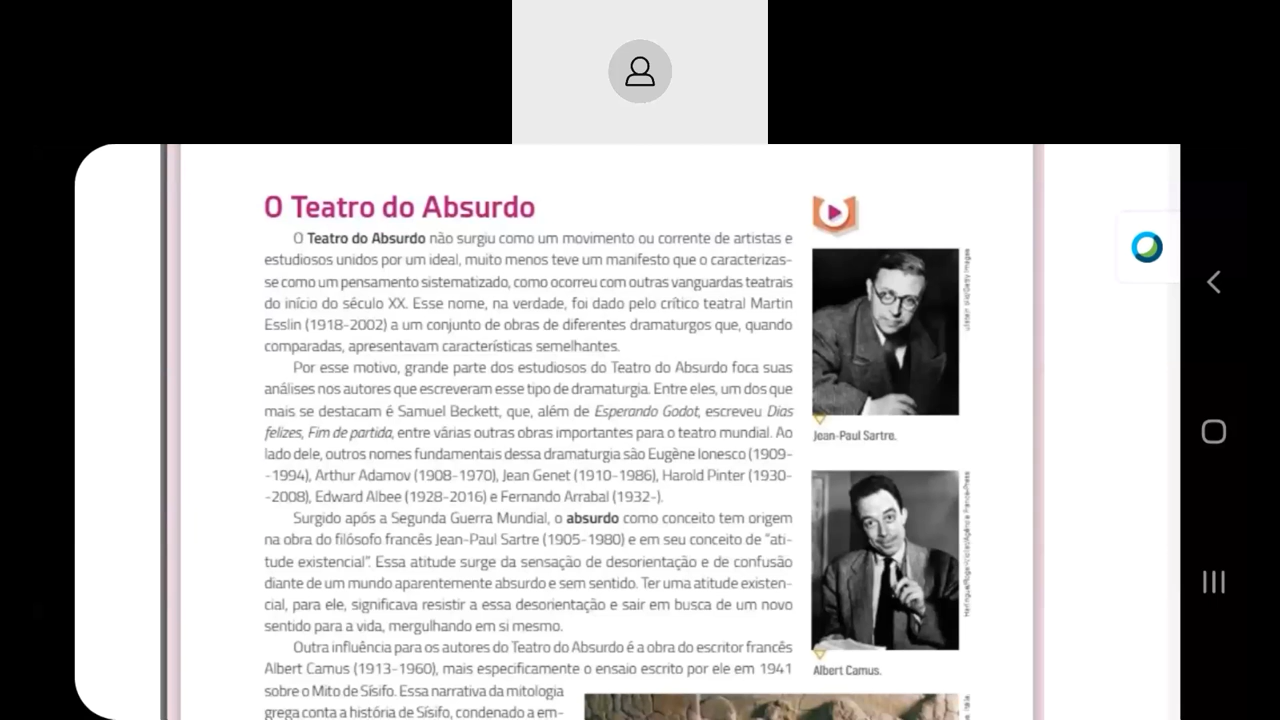 O Teatro do Absurdo
O Teatro do Absurdo não surgiu como um movimento ou corrente de artistas e
estudiosos unidos por um ideal, muito menos teve um manifesto que o caracterizas-
se como um pensamento sistematizado, como ocorreu com outras vanguardas teatrais
do início do século XX. Esse nome, na verdade, foi dado pelo crítico teatral Martin
Esslin (1918-2002) a um conjunto de obras de diferentes dramaturgos que, quando
comparadas, apresentavam características semelhantes.
Por esse motivo, grande parte dos estudiosos do Teatro do Absurdo foca suas
análises nos autores que escreveram esse tipo de dramaturgia. Entre eles, um dos que
mais se destacam é Samuel Beckett, que, além de Esperando Godot, escreveu Dias
felizes, Fim de partida, entre várias outras obras importantes para o teatro mundial. Ao
lado dele, outros nomes fundamentais dessa dramaturgia são Eugène Ionesco (1909-
-1994), Arthur Adamov (1908-1970), Jean Genet (1910-1986), Harold Pinter (1930-
-2008), Edward Albee (1928-2016) e Fernando Arrabal (1932-).
Surgido após a Segunda Guerra Mundial, o absurdo como conceito tem origem
na obra do filósofo francês Jean-Paul Sartre (1905-1980) e em seu conceito de “ati-
tude existencial”. Essa atitude surge da sensação de desorientação e de confusão
diante de um mundo aparentemente absurdo e sem sentido. Ter uma atitude existen-
cial, para ele, significava resistir a essa desorientação e sair em busca de um novo
sentido para a vida, mergulhando em si mesmo.
Outra influência para os autores do Teatro do Absurdo é a obra do escritor francês
Albert Camus (1913-1960), mais especificamente o ensaio escrito por ele em 1941
sobre o Mito de Sísifo. Essa narrativa da mitologia
grega conta a história de Sísifo, condenado a em-
Jean-Paul Sartre.
Albert Camus.